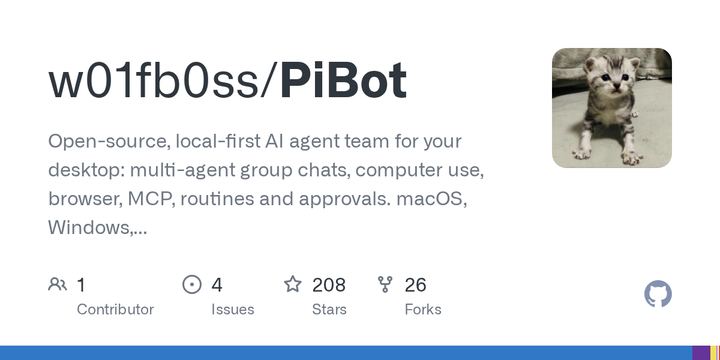 w01fb0ss/PiBot
Open-source, local-first AI agent team for your
desktop: multi-agent group chats, computer use,
browser, MCP, routines and approvals. macOS,
Windows,...
1 4 208 26
Contributor Issues Stars Forks